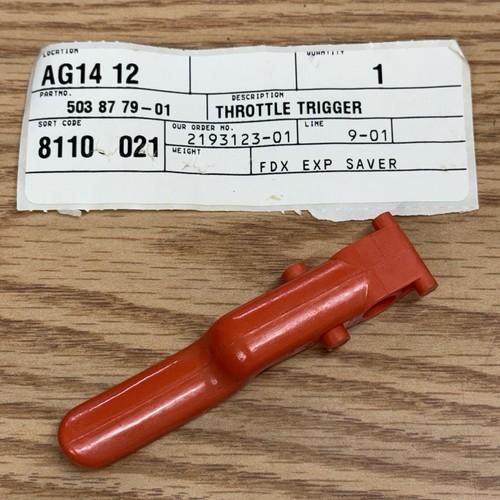 LOCATION QUANTITY
AG14 12 1
PARTNO. DESCRIPTION
503 87 79-01 THROTTLE TRIGGER
SORT CODE OUR ORDER NO. LINE
8110 021 2193123-01 9-01
WEIGHT
FDX EXP SAVER